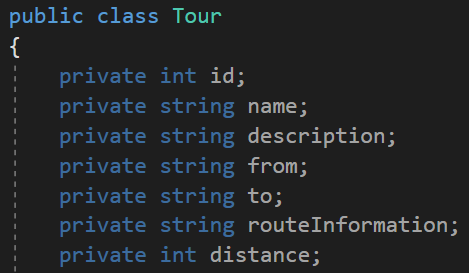 public class Tour
{
private int id;
private string name;
private string description;
private string from;
private string to;
private string routeInformation;
private int distance;